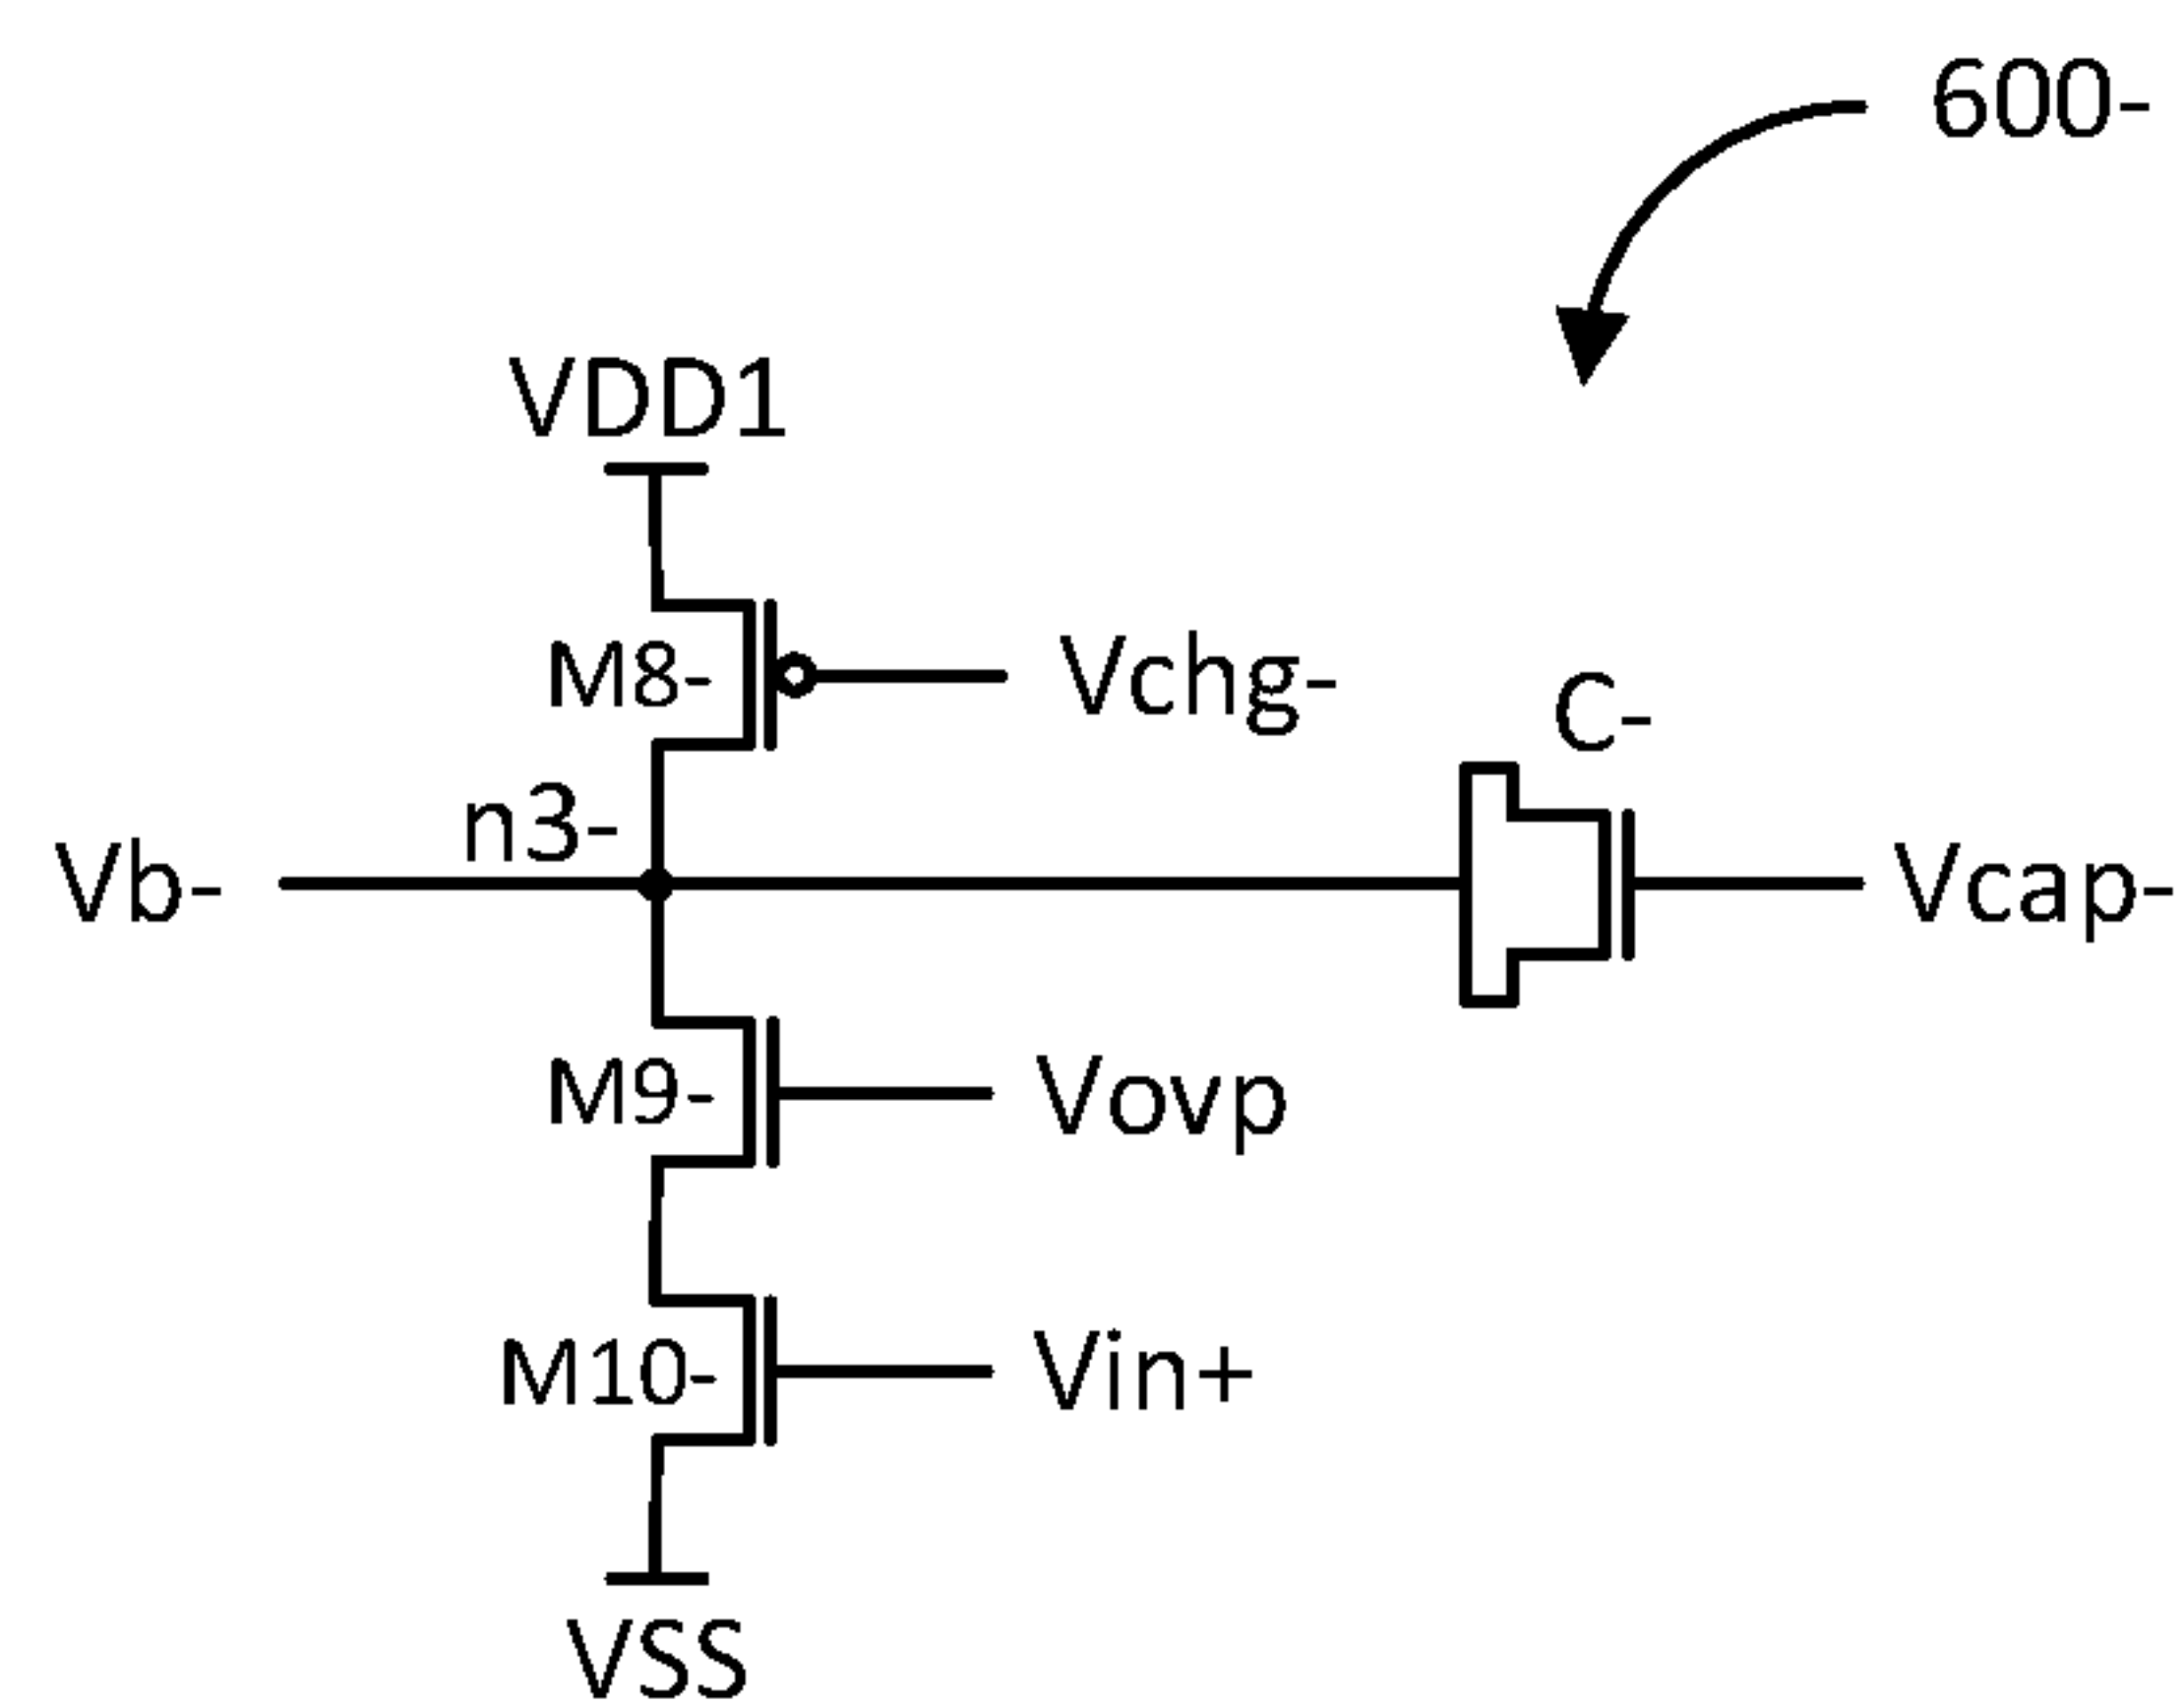 600-
VDD1
M8-
Vchg-
C-
n3-
Vb-
Vcap-
M9-
Vovp
M10-
Vin+
VSS